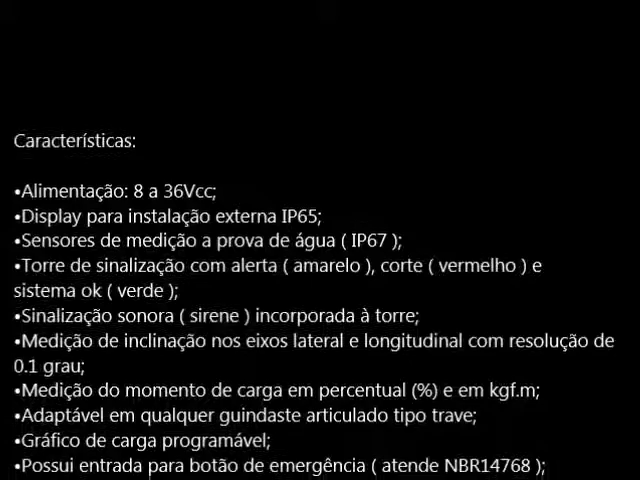 Características:
•Alimentação: 8 a 36Vcc;
•Display para instalação externa IP65;
•Sensores de medição a prova de água ( IP67 );
•Torre de sinalização com alerta ( amarelo ), corte ( vermelho ) e
sistema ok ( verde );
•Sinalização sonora ( sirene ) incorporada à torre;
•Medição de inclinação nos eixos lateral e longitudinal com resolução de
0.1 grau;
•Medição do momento de carga em percentual (%) e em kgf.m;
•Adaptável em qualquer guindaste articulado tipo trave;
•Gráfico de carga programável;
•Possui entrada para botão de emergência ( atende NBR14768 );